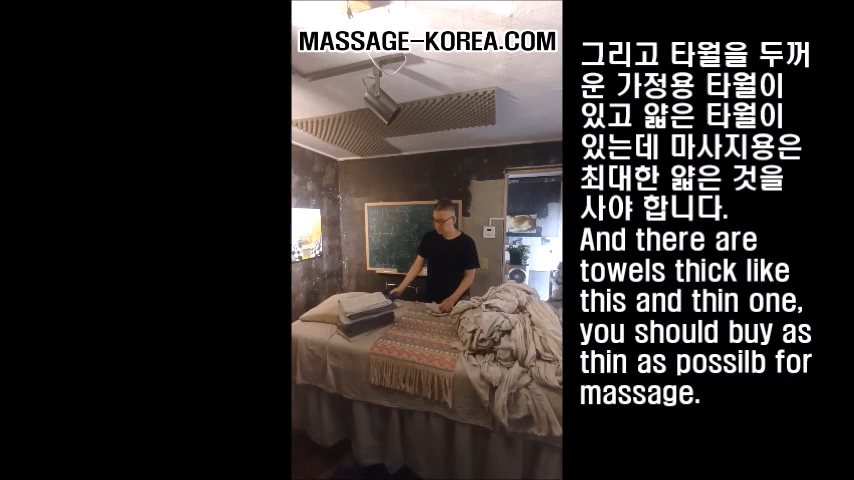 MASSAGE-KOREA.COM
그리고 타월을 두꺼
운 가정용 타월이
있고 얇은 타월이
있는데 마사지용은
최대한 얇은 것을
사야 합니다.
And there are
towels thick like
this and thin one,
you should buy as
thin as possilb for
massage.